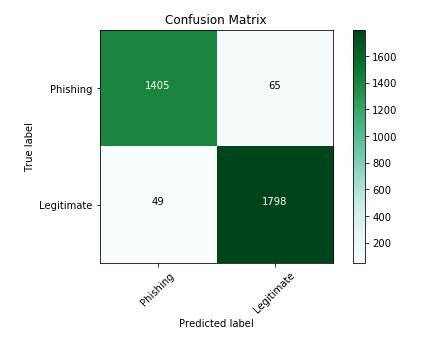 Confusion Matrix
True label
Phishing
Legitimate
1405
65
49
1798
Phishing
Legitimate
Predicted label
1600
1400
1200
1000
800
600
400
200